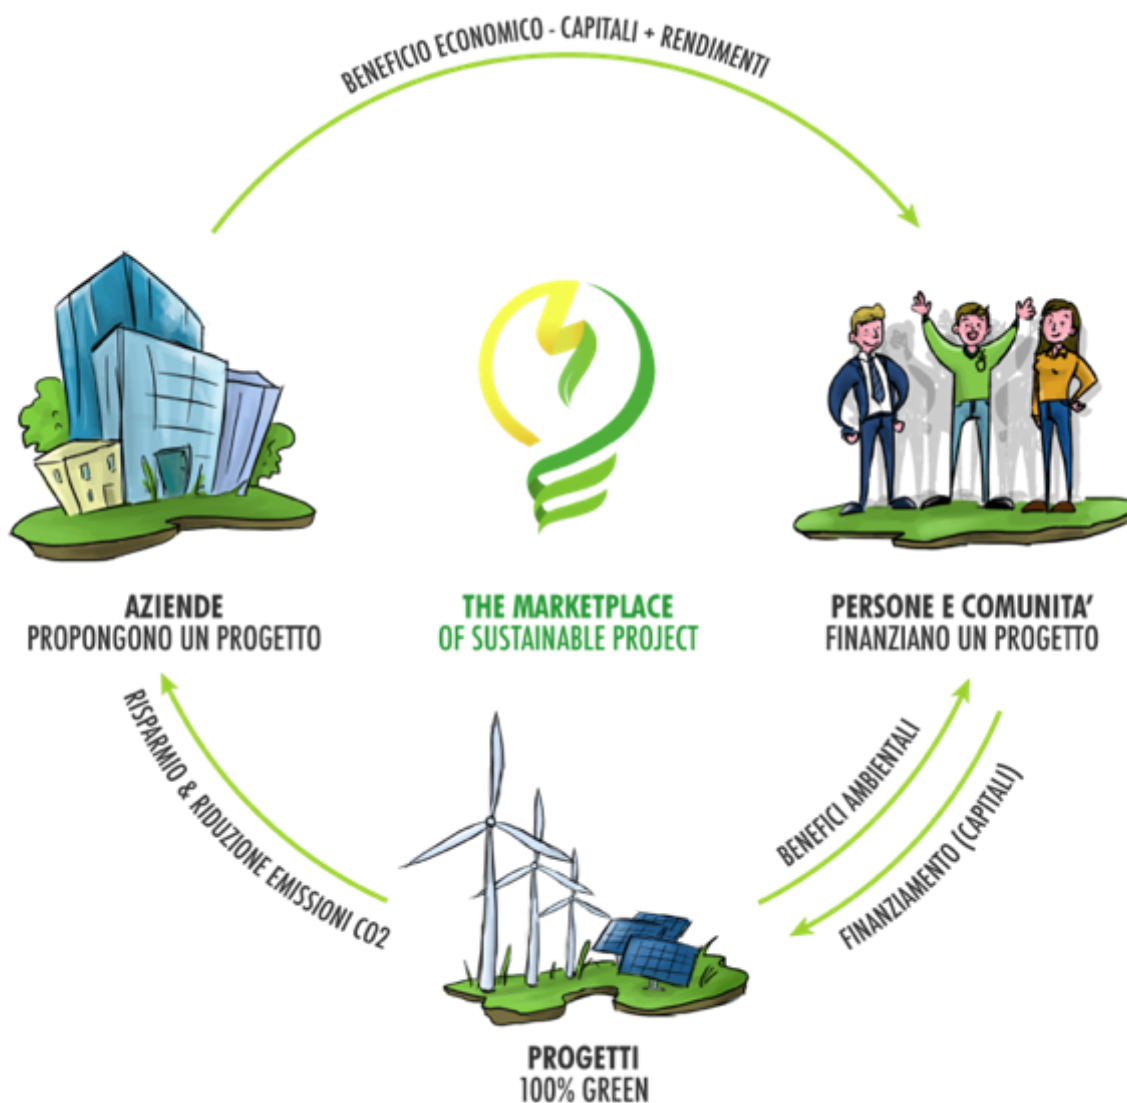 BENEFICIO ECONOMICO - CAPITALI + RENDIMENTI
AZIENDE
PROPONGONO UN PROGETTO
THE MARKETPLACE
OF SUSTAINABLE PROJECT
PERSONE E COMUNITA'
FINANZIANO UN PROGETTO
RISPARMIO & RIDUZIONE EMISSIONI CO2
BENEFICI AMBIENTALI
FINANZIAMENTO (CAPITALI)
PROGETTI
100% GREEN